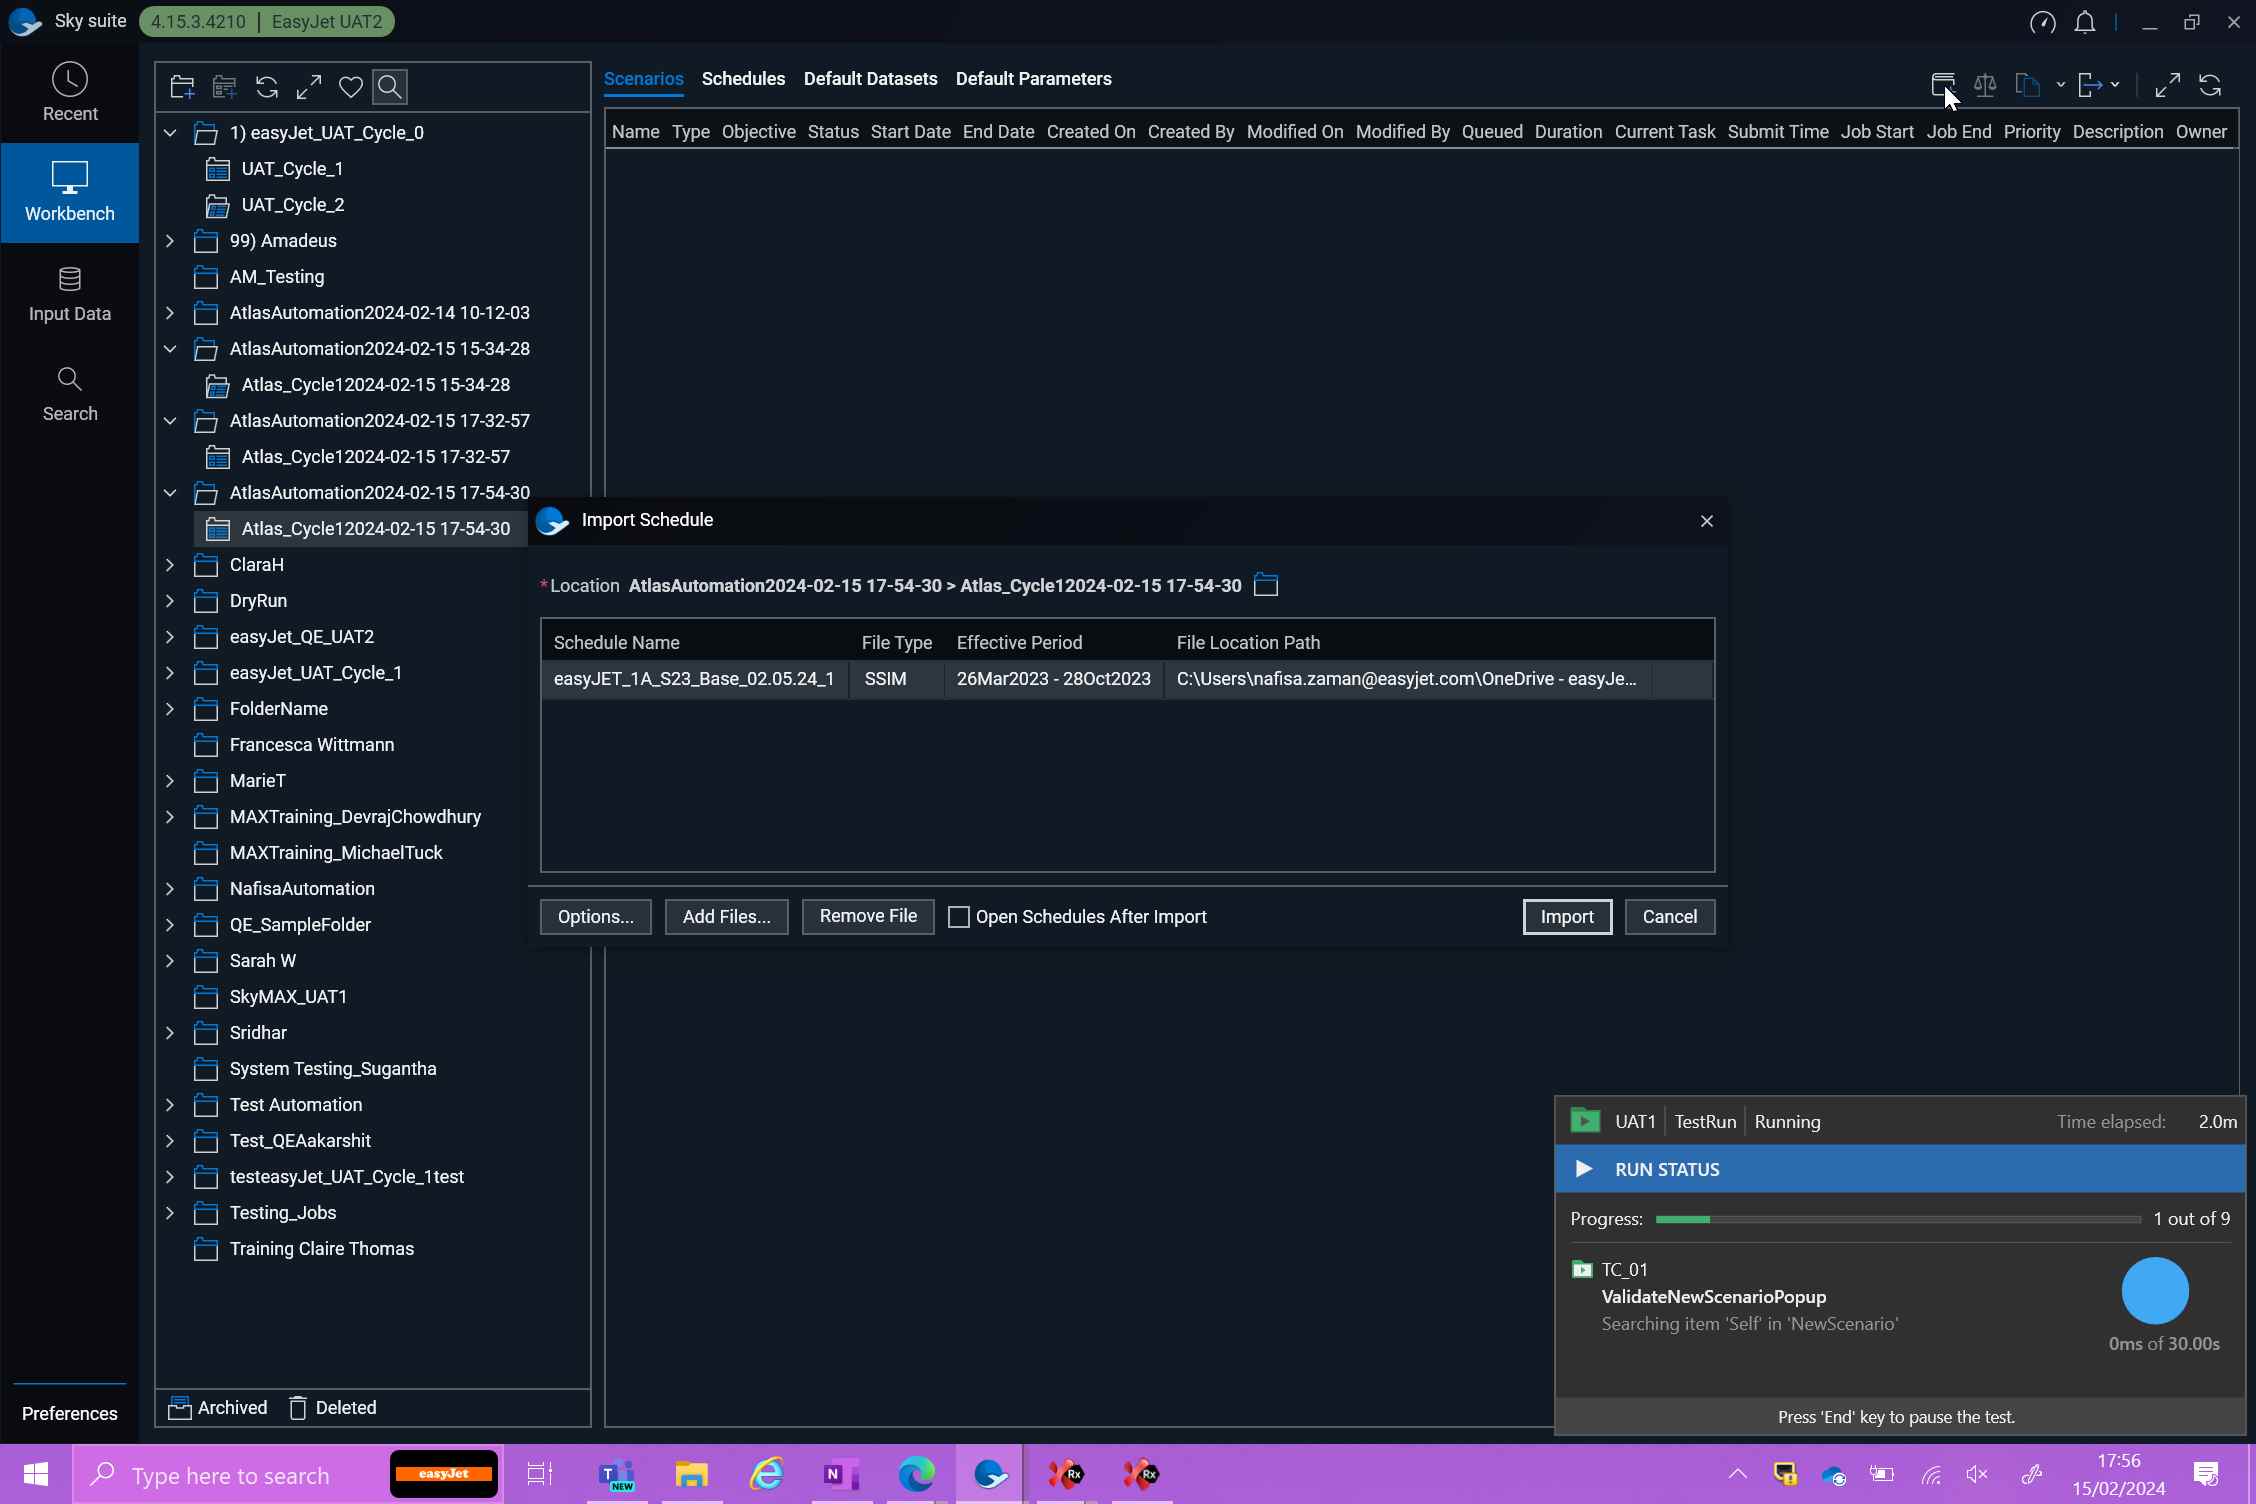 Sky suite 4.15.3.4210 | EasyJet UAT2
Recent
Workbench
Input Data
Search
Preferences
1) easyJet_UAT_Cycle_0
UAT_Cycle_1
UAT_Cycle_2
99) Amadeus
AM_Testing
AtlasAutomation2024-02-14 10-12-03
AtlasAutomation2024-02-15 15-34-28
Atlas_Cycle12024-02-15 15-34-28
AtlasAutomation2024-02-15 17-32-57
Atlas_Cycle12024-02-15 17-32-57
AtlasAutomation2024-02-15 17-54-30
Atlas_Cycle12024-02-15 17-54-30
ClaraH
DryRun
easyJet_QE_UAT2
easyJet_UAT_Cycle_1
FolderName
Francesca Wittmann
MarieT
MAXTraining_DevrajChowdhury
MAXTraining_MichaelTuck
NafisaAutomation
QE_SampleFolder
Sarah W
SkyMAX_UAT1
Sridhar
System Testing_Sugantha
Test Automation
Test_QEAakarshit
testeasyJet_UAT_Cycle_1test
Testing_Jobs
Training Claire Thomas
Archived Deleted
Scenarios Schedules Default Datasets Default Parameters
Name Type Objective Status Start Date End Date Created On Created By Modified On Modified By Queued Duration Current Task Submit Time Job Start Job End Priority Description Owner
Import Schedule
*Location AtlasAutomation2024-02-15 17-54-30 > Atlas_Cycle12024-02-15 17-54-30
Schedule Name File Type Effective Period File Location Path
easyJET_1A_S23_Base_02.05.24_1 SSIM 26Mar2023 - 28Oct2023 C:\Users\nafisa.zaman@easyjet.com\OneDrive - easyJe...
Options... Add Files... Remove File Open Schedules After Import Import Cancel
UAT1 TestRun Running Time elapsed: 2.0m
RUN STATUS
Progress: 1 out of 9
TC_01
ValidateNewScenarioPopup
Searching item 'Self' in 'NewScenario'
0ms of 30.00s
Press 'End' key to pause the test.
Type here to search easyJet
T NEW
N
Rx
Rx
17:56
15/02/2024